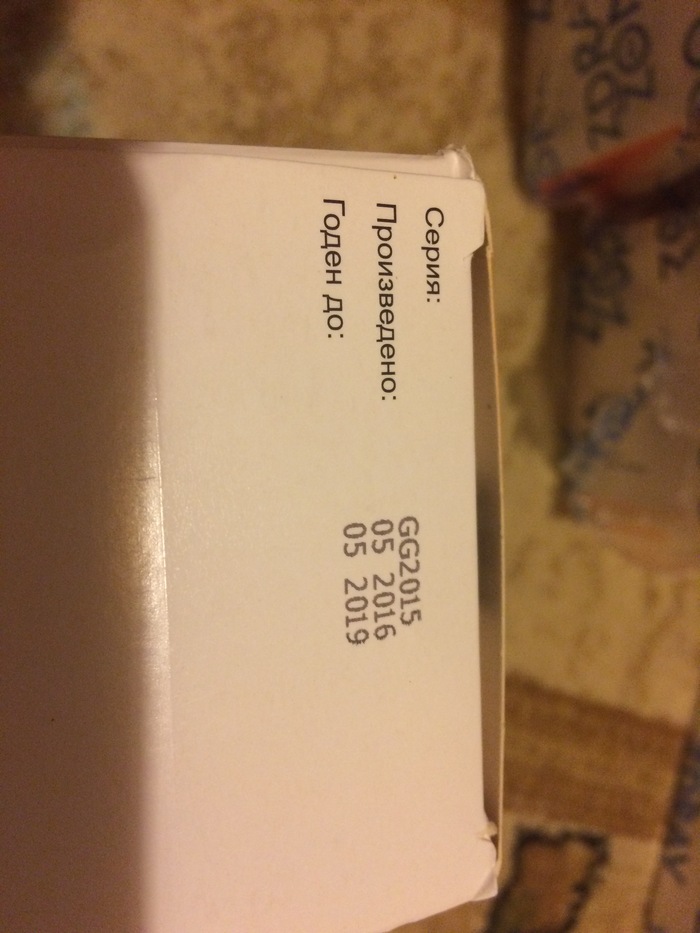 Серия: GG2015
Произведено: 05 2016
Годен до: 05 2019